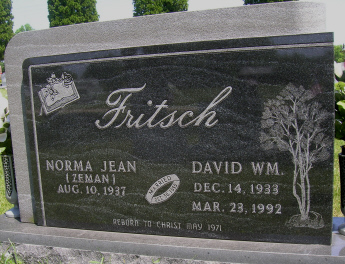 Fritsch
NORMA JEAN
(ZEMAN)
AUG. 10, 1937
MARRIED
DAVID WM.
DEC. 14, 1933
MAR. 23, 1992
REBORN TO CHRIST MAY 1971